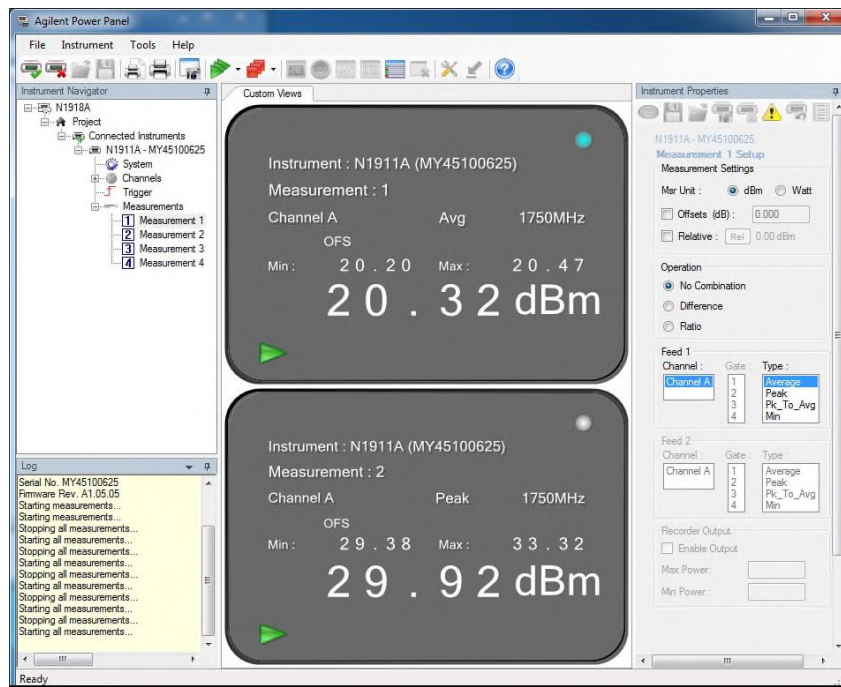 Agilent Power Panel
File Instrument Tools Help
Instrument Navigator
N1918A
Project
Connected Instruments
N1911A - MY45100625
System
Channels
Trigger
Measurements
1 Measurement 1
2 Measurement 2
3 Measurement 3
4 Measurement 4
Log
Serial No. MY45100625
Firmware Rev. A1.05.05
Starting measurements...
Starting measurements...
Stopping all measurements...
Starting all measurements...
Stopping all measurements...
Starting all measurements...
Stopping all measurements...
Starting all measurements...
Stopping all measurements...
Starting all measurements...
Stopping all measurements...
Starting all measurements...
Custom Views
Instrument : N1911A (MY45100625)
Measurement : 1
Channel A Avg 1750MHz
OFS
Min : 20.20 Max : 20.47
20.32 dBm
Instrument : N1911A (MY45100625)
Measurement : 2
Channel A Peak 1750MHz
OFS
Min : 29.38 Max : 33.32
29.92 dBm
Instrument Properties
N1911A - MY45100625
Measurement 1 Setup
Measurement Settings
Msr Unit : dBm Watt
Offsets (dB) : 0.000
Relative : Rel 0.00 dBm
Operation
No Combination
Difference
Ratio
Feed 1
Channel : Gate : Type :
Channel A 1 Average
2 Peak
3 Pk_To_Avg
4 Min
Feed 2
Channel : Gate : Type :
Channel A 1 Average
2 Peak
3 Pk_To_Avg
4 Min
Recorder Output
Enable Output
Max Power :
Min Power :
Ready